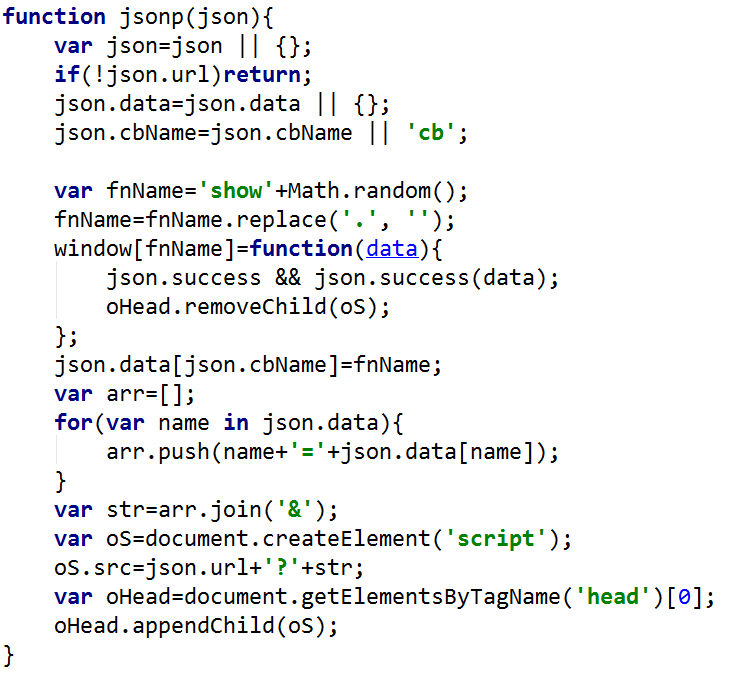 function jsonp(json){
    var json=json || {};
    if(!json.url)return;
    json.data=json.data || {};
    json.cbName=json.cbName || 'cb';

    var fnName='show'+Math.random();
    fnName=fnName.replace('.', '');
    window[fnName]=function(data){
        json.success && json.success(data);
        oHead.removeChild(oS);
    };
    json.data[json.cbName]=fnName;
    var arr=[];
    for(var name in json.data){
        arr.push(name+'='+json.data[name]);
    }
    var str=arr.join('&');
    var oS=document.createElement('script');
    oS.src=json.url+'?'+str;
    var oHead=document.getElementsByTagName('head')[0];
    oHead.appendChild(oS);
}